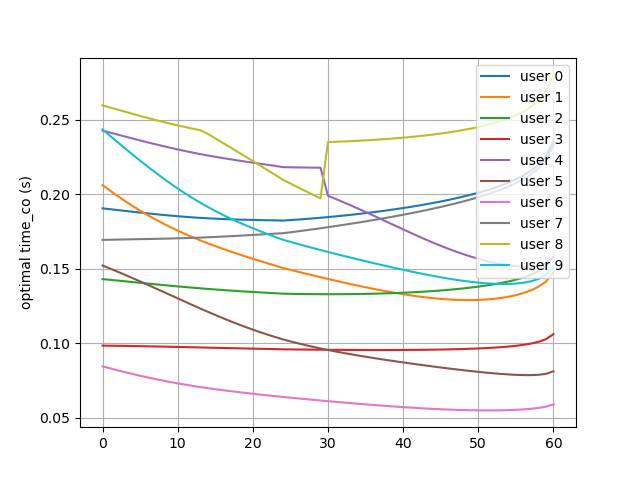 optimal time_co (s)
0.25
0.20
0.15
0.10
0.05
0 10 20 30 40 50 60
user 0
user 1
user 2
user 3
user 4
user 5
user 6
user 7
user 8
user 9